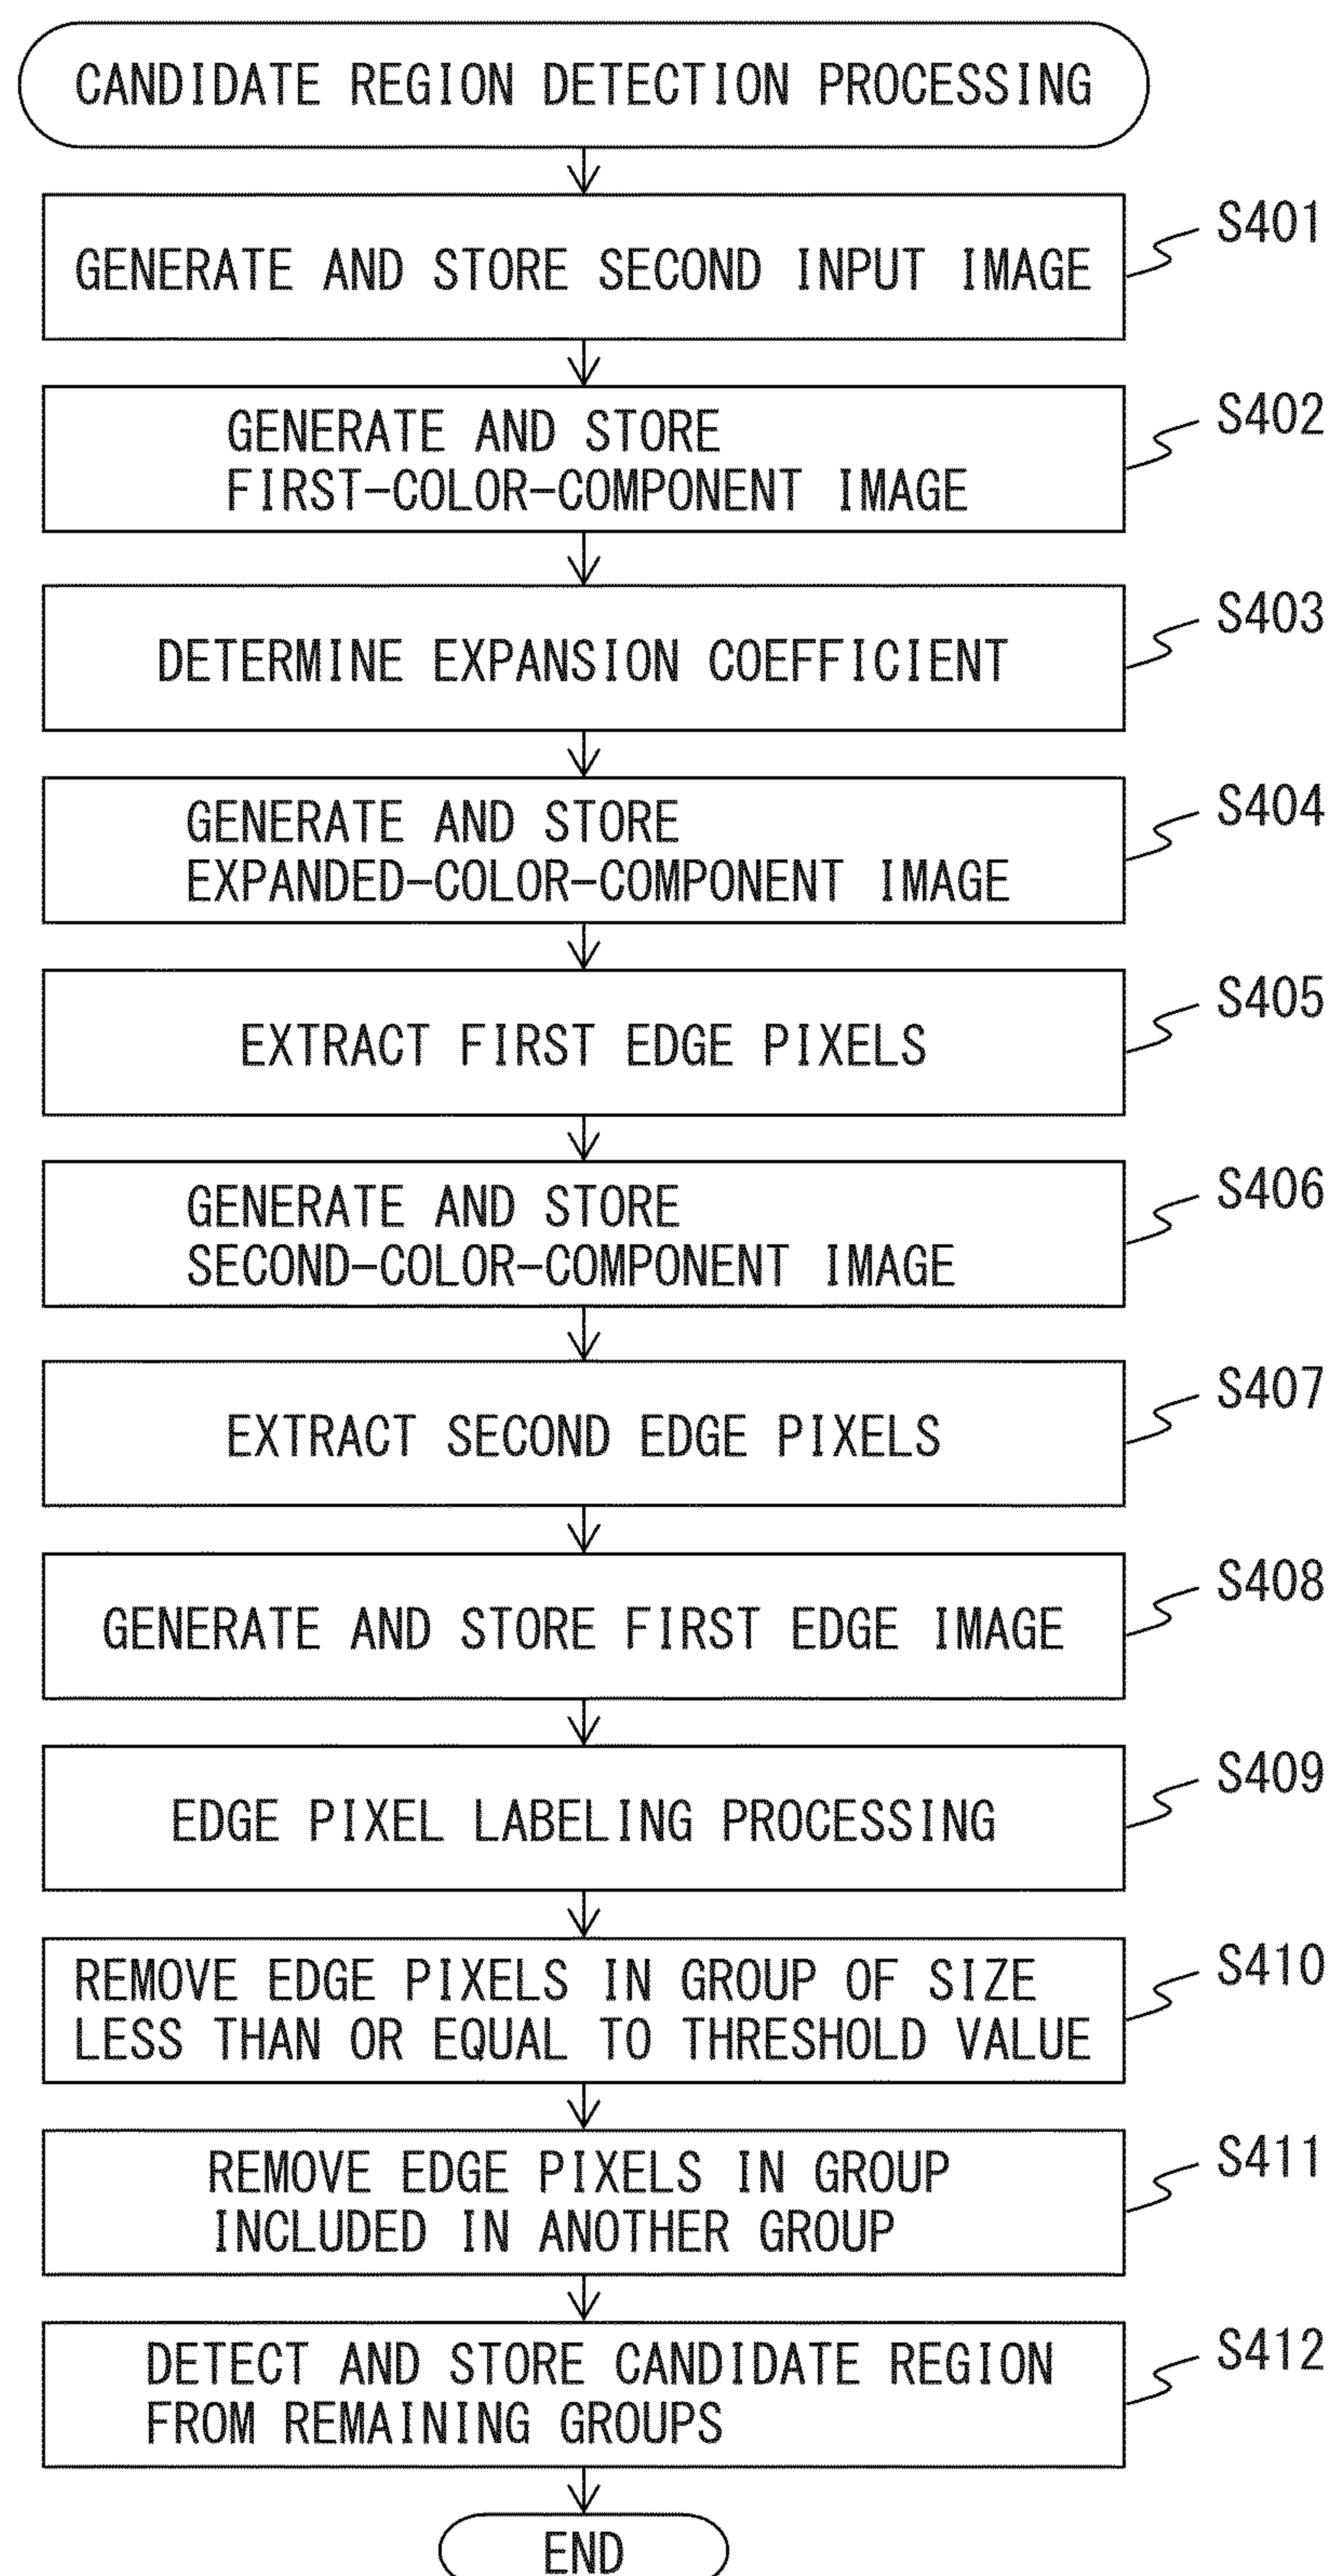 CANDIDATE REGION DETECTION PROCESSING
S401
GENERATE AND STORE SECOND INPUT IMAGE
S402
GENERATE AND STORE
FIRST-COLOR-COMPONENT IMAGE
S403
DETERMINE EXPANSION COEFFICIENT
S404
GENERATE AND STORE
EXPANDED-COLOR-COMPONENT IMAGE
S405
EXTRACT FIRST EDGE PIXELS
S406
GENERATE AND STORE
SECOND-COLOR-COMPONENT IMAGE
S407
EXTRACT SECOND EDGE PIXELS
S408
GENERATE AND STORE FIRST EDGE IMAGE
S409
EDGE PIXEL LABELING PROCESSING
S410
REMOVE EDGE PIXELS IN GROUP OF SIZE
LESS THAN OR EQUAL TO THRESHOLD VALUE
S411
REMOVE EDGE PIXELS IN GROUP
INCLUDED IN ANOTHER GROUP
S412
DETECT AND STORE CANDIDATE REGION
FROM REMAINING GROUPS
END